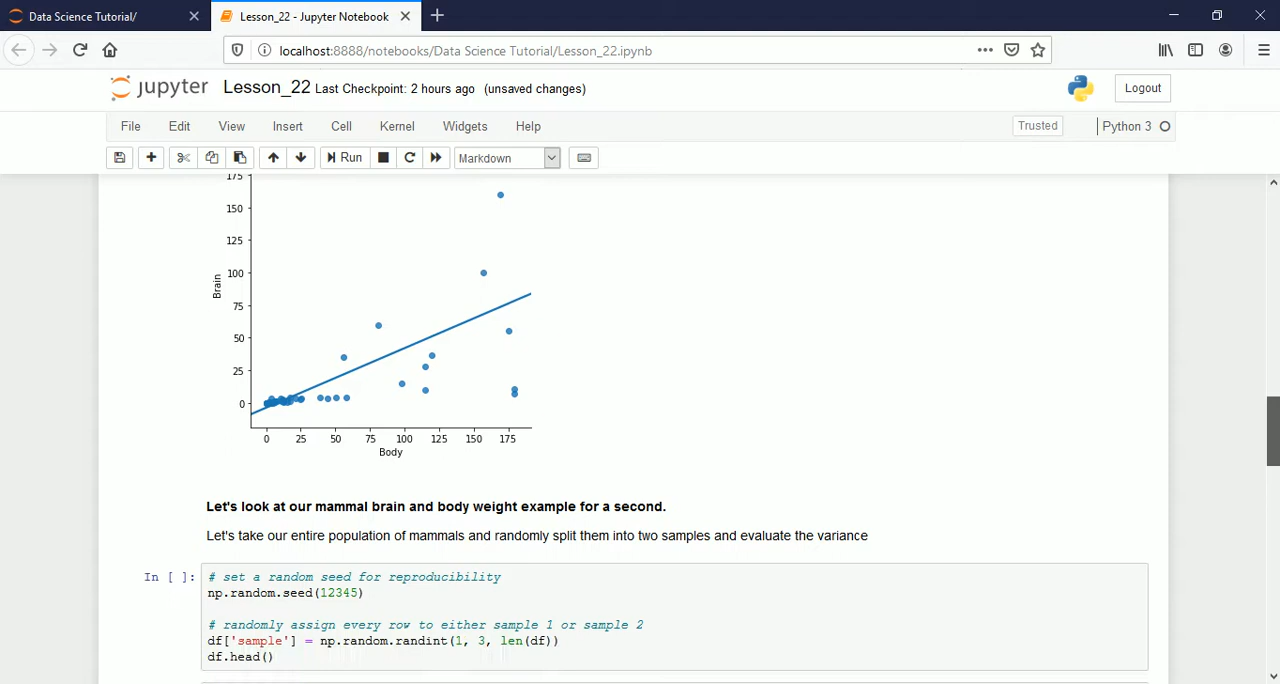 Data Science Tutorial/
Lesson_22 - Jupyter Notebook
localhost:8888/notebooks/Data Science Tutorial/Lesson_22.ipynb
jupyter Lesson_22 Last Checkpoint: 2 hours ago (unsaved changes)
Logout
File Edit View Insert Cell Kernel Widgets Help
Trusted
Python 3
Run
Markdown
175
150
125
100
75
50
25
0
Brain
0 25 50 75 100 125 150 175
Body
Let's look at our mammal brain and body weight example for a second.
Let's take our entire population of mammals and randomly split them into two samples and evaluate the variance
In [ ]:
# set a random seed for reproducibility
np.random.seed(12345)
# randomly assign every row to either sample 1 or sample 2
df['sample'] = np.random.randint(1, 3, len(df))
df.head()